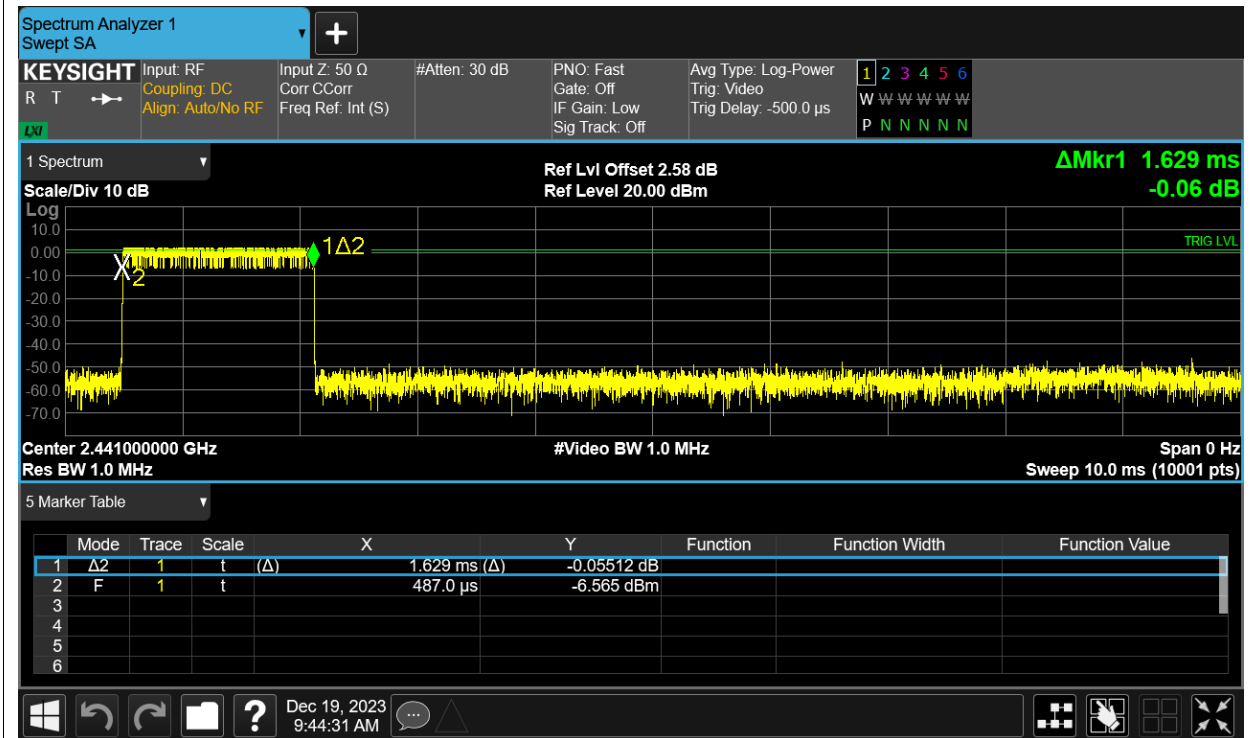 Spectrum Analyzer 1
Swept SA
+
KEYSIGHT Input: RF Input Z: 50 Ω #Atten: 30 dB PNO: Fast Avg Type: Log-Power 1 2 3 4 5 6
R T Coupling: DC Corr CCorr Gate: Off Trig: Video W W W W W W
Align: Auto/No RF Freq Ref: Int (S) IF Gain: Low Trig Delay: -500.0 µs
LXI Sig Track: Off P N N N N N
1 Spectrum Ref Lvl Offset 2.58 dB ΔMkr1 1.629 ms
Scale/Div 10 dB Ref Level 20.00 dBm -0.06 dB
Log
10.0
0.00 1Δ2 TRIG LVL
-10.0 X2
-20.0
-30.0
-40.0
-50.0
-60.0
-70.0
Center 2.441000000 GHz #Video BW 1.0 MHz Span 0 Hz
Res BW 1.0 MHz Sweep 10.0 ms (10001 pts)
5 Marker Table
Mode Trace Scale X Y Function Function Width Function Value
1 Δ2 1 t (Δ) 1.629 ms (Δ) -0.05512 dB
2 F 1 t 487.0 µs -6.565 dBm
3
4
5
6
? Dec 19, 2023
9:44:31 AM